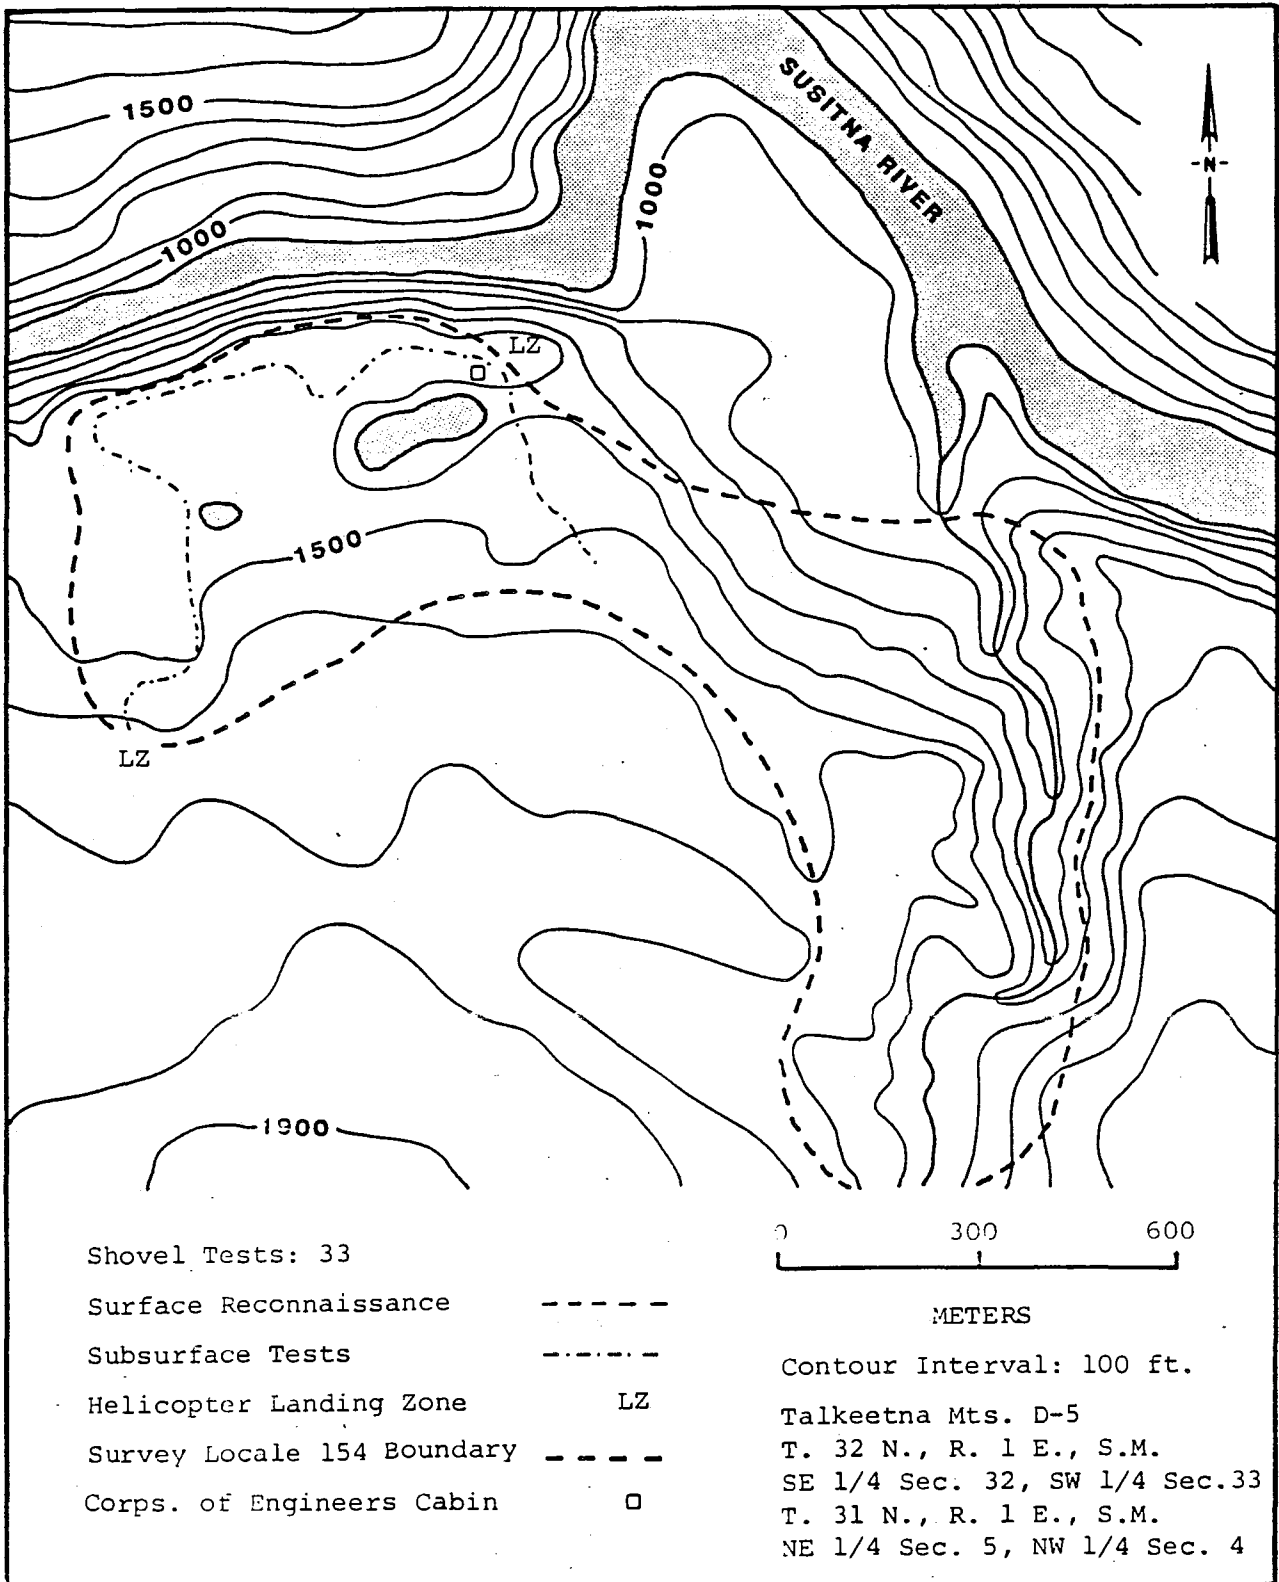 SUSITNA RIVER
1500
-N-
1000
1000
LZ
1500
LZ
1900
Shovel Tests: 33
Surface Reconnaissance
Subsurface Tests
Helicopter Landing Zone LZ
Survey Locale 154 Boundary
Corps. of Engineers Cabin
0 300 600
METERS
Contour Interval: 100 ft.
Talkeetna Mts. D-5
T. 32 N., R. 1 E., S.M.
SE 1/4 Sec. 32, SW 1/4 Sec.33
T. 31 N., R. 1 E., S.M.
NE 1/4 Sec. 5, NW 1/4 Sec. 4